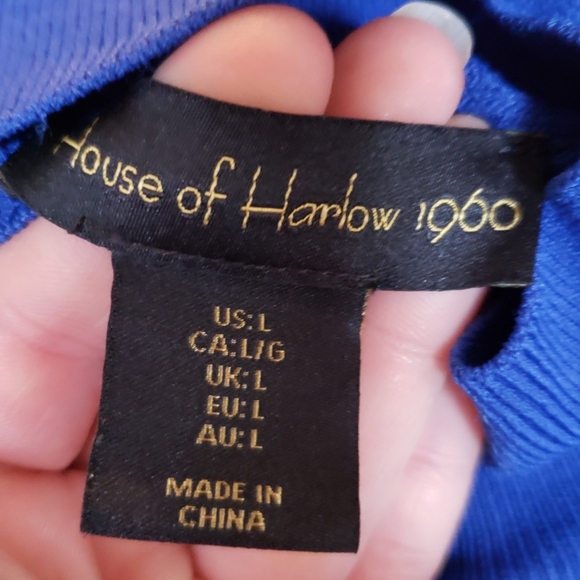 House of Harlow 1960
US: L
CA: L/G
UK: L
EU: L
AU: L
MADE IN
CHINA